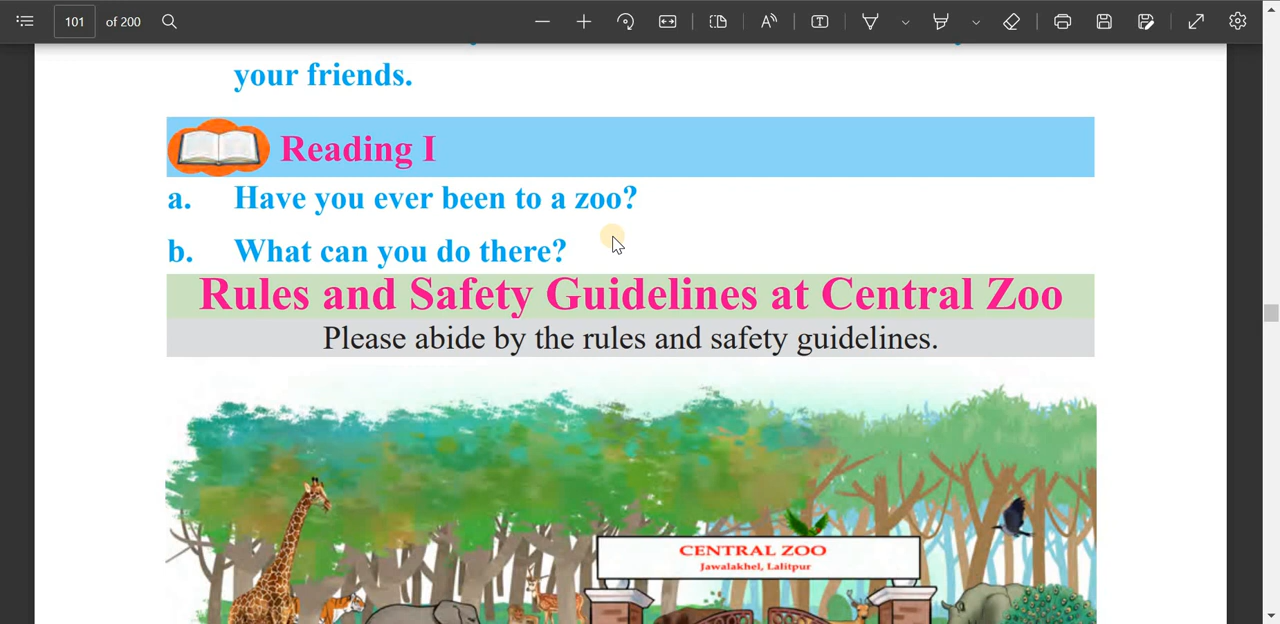 101 of 200
your friends.
Reading I
a. Have you ever been to a zoo?
b. What can you do there?
Rules and Safety Guidelines at Central Zoo
Please abide by the rules and safety guidelines.
CENTRAL ZOO
Jawalakhel, Lalitpur